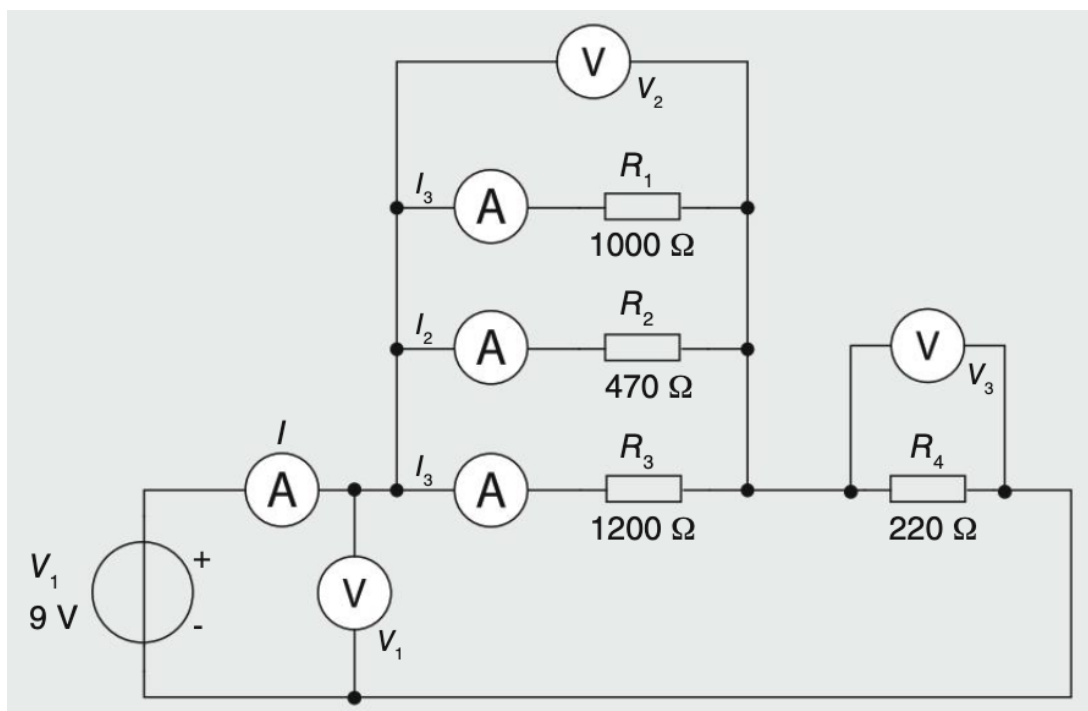 V
V₂
I₃
A
R₁
1000 Ω
I₂
A
R₂
470 Ω
V
V₃
I
A
I₃
A
R₃
1200 Ω
R₄
220 Ω
V₁
9 V
+
-
V
V₁